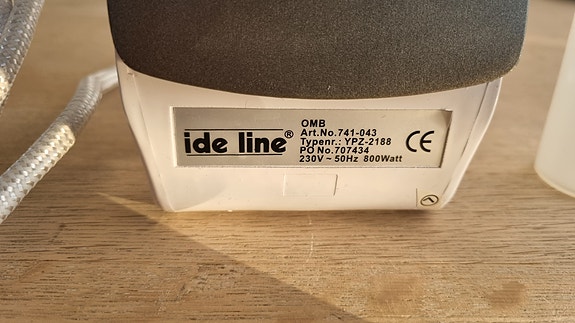 ide line®
OMB
Art.No.741-043
Typenr.: YPZ-2188
PO No.707434
230V ~ 50Hz 800Watt
CE